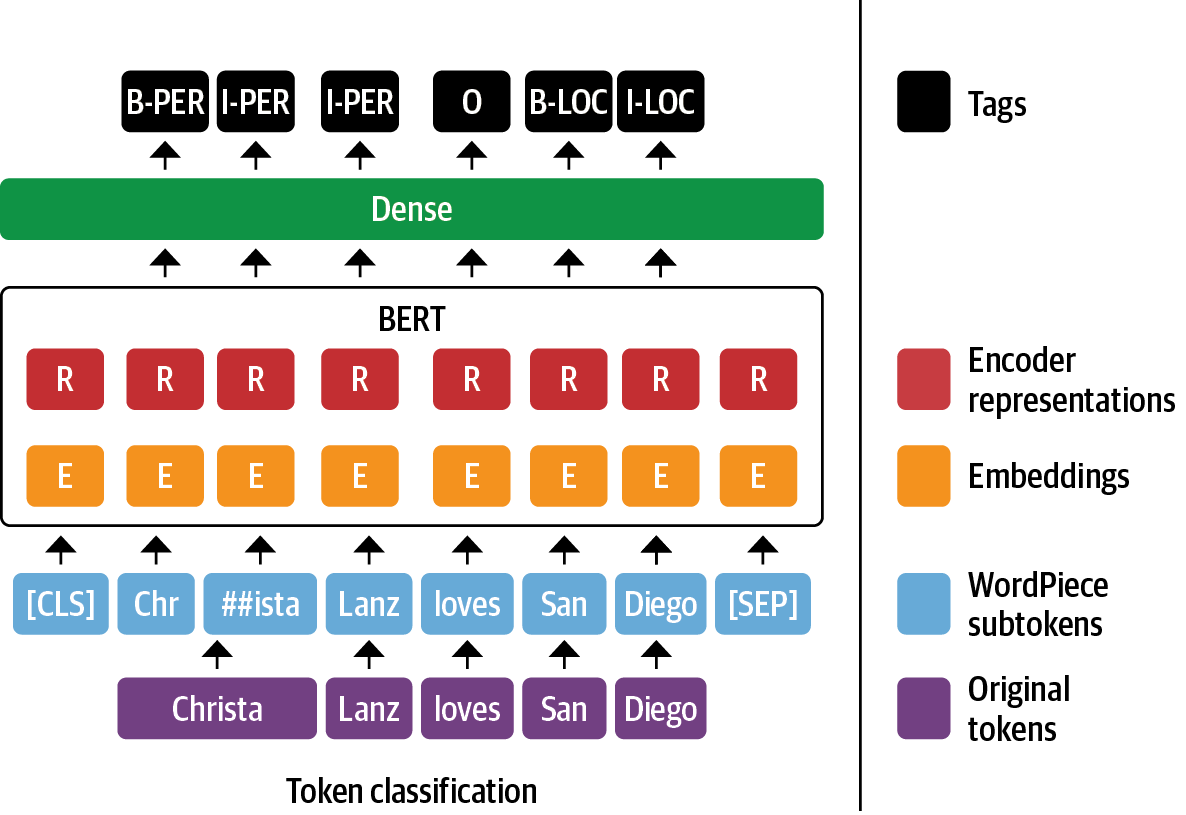 B-PER I-PER I-PER O B-LOC I-LOC
Tags
Dense
BERT
R R R R R R R R
Encoder
representations
E E E E E E E E
Embeddings
[CLS] Chr ##ista Lanz loves San Diego [SEP]
WordPiece
subtokens
Christa Lanz loves San Diego
Original
tokens
Token classification